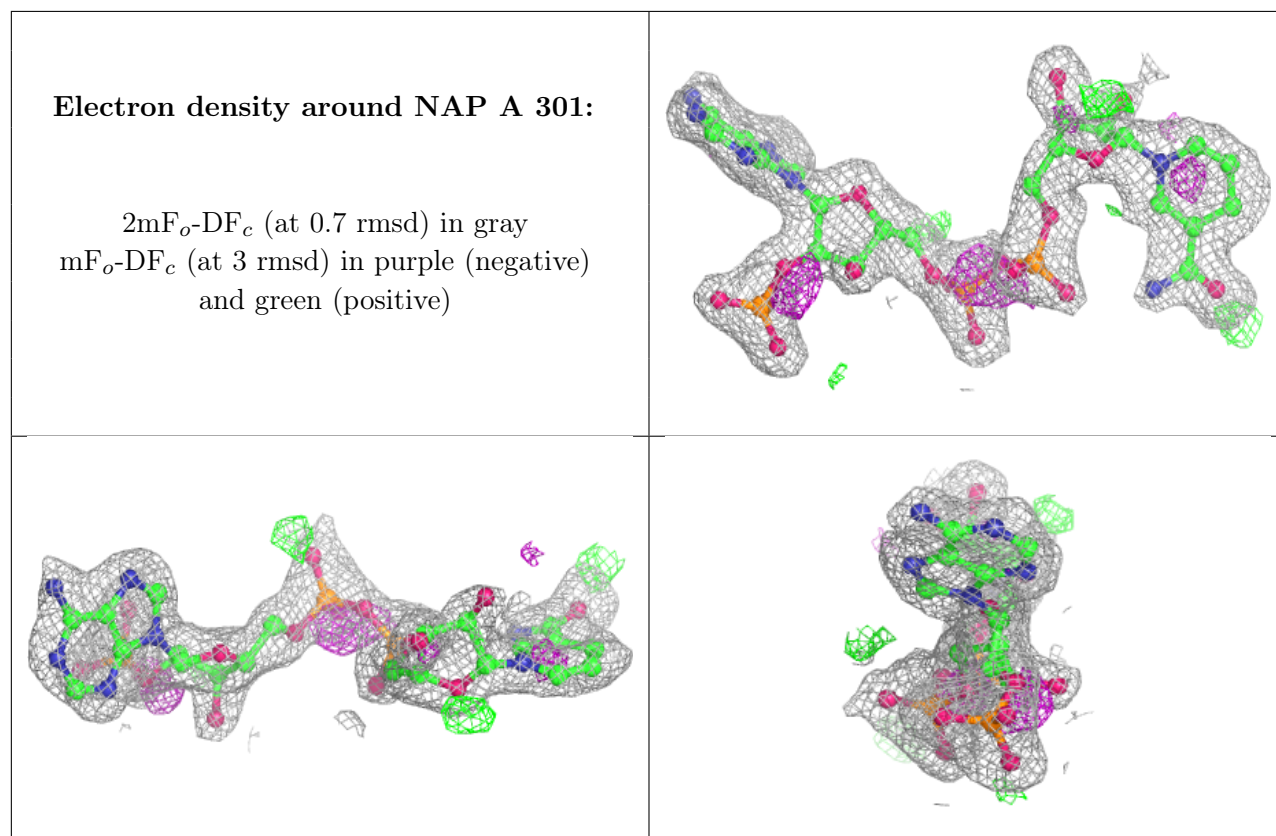 Electron density around NAP A 301:
2mFo-DFc (at 0.7 rmsd) in gray
mFo-DFc (at 3 rmsd) in purple (negative)
and green (positive)